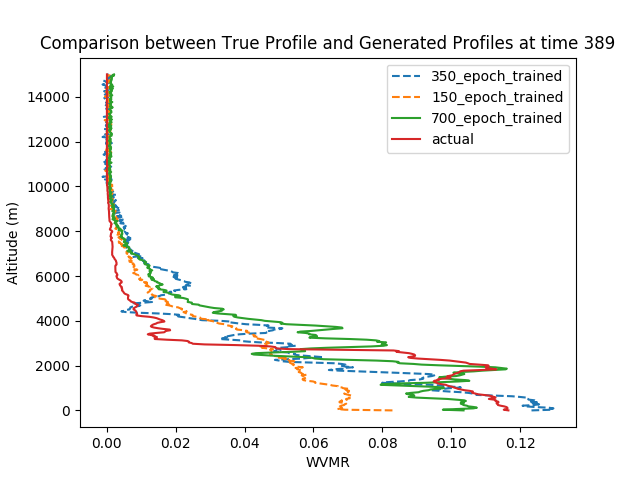 Comparison between True Profile and Generated Profiles at time 389
350_epoch_trained
150_epoch_trained
700_epoch_trained
actual
Altitude (m)
14000
12000
10000
8000
6000
4000
2000
0
0.00 0.02 0.04 0.06 0.08 0.10 0.12
WVMR